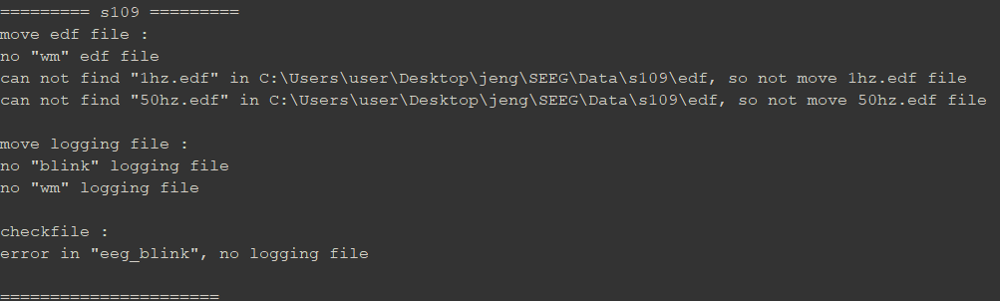 ========= s109 =========
move edf file :
no "wm" edf file
can not find "1hz.edf" in C:\Users\user\Desktop\jeng\SEEG\Data\s109\edf, so not move 1hz.edf file
can not find "50hz.edf" in C:\Users\user\Desktop\jeng\SEEG\Data\s109\edf, so not move 50hz.edf file
move logging file :
no "blink" logging file
no "wm" logging file
checkfile :
error in "eeg_blink", no logging file
======================